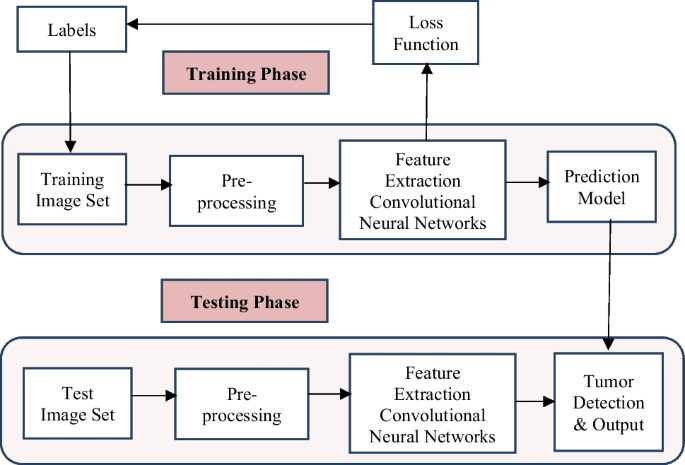 Labels
Loss
Function
Training Phase
Training
Image Set
Pre-
processing
Feature
Extraction
Convolutional
Neural Networks
Prediction
Model
Testing Phase
Test
Image Set
Pre-
processing
Feature
Extraction
Convolutional
Neural Networks
Tumor
Detection
& Output